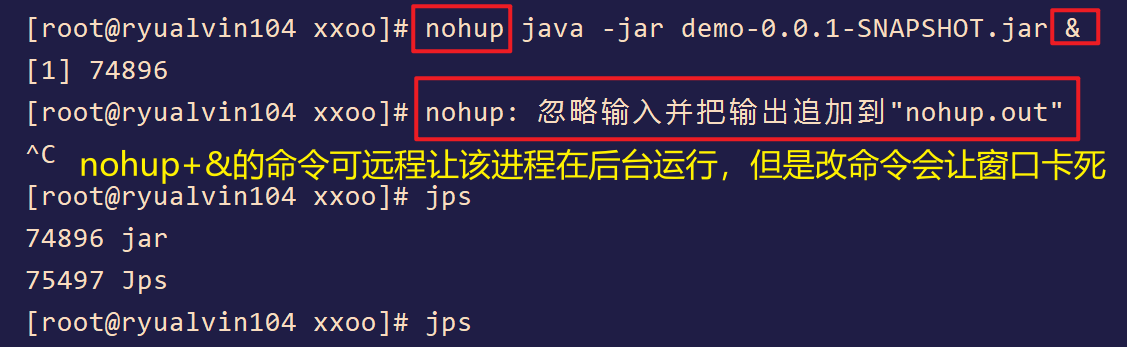 [root@ryualvin104 xxoo]# nohup java -jar demo-0.0.1-SNAPSHOT.jar &
[1] 74896
[root@ryualvin104 xxoo]# nohup: 忽略输入并把输出追加到"nohup.out"
^C
nohup+&的命令可远程让该进程在后台运行，但是改命令会让窗口卡死
[root@ryualvin104 xxoo]# jps
74896 jar
75497 Jps
[root@ryualvin104 xxoo]# jps